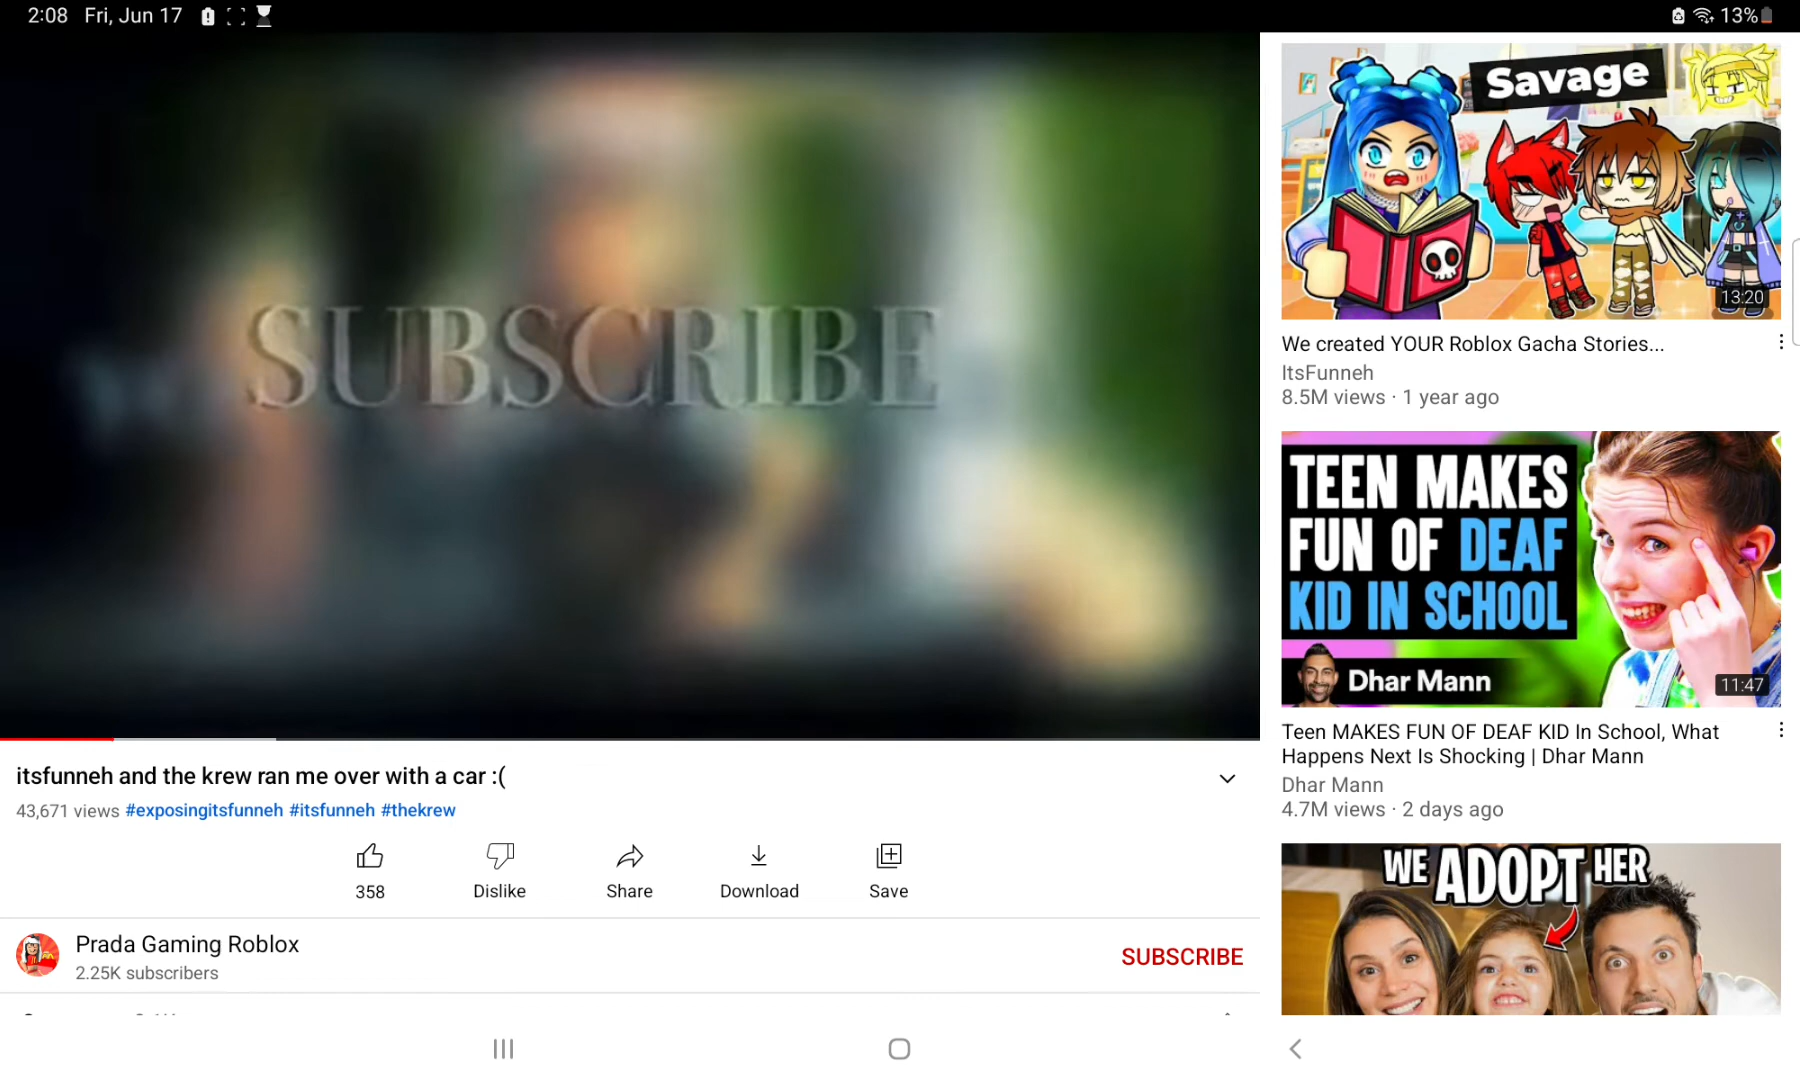 2:08 Fri, Jun 17
13%
SUBSCRIBE
itsfunneh and the krew ran me over with a car :(
43,671 views #exposingitsfunneh #itsfunneh #thekrew
358 Dislike Share Download Save
Prada Gaming Roblox
2.25K subscribers
SUBSCRIBE
Savage
13:20
We created YOUR Roblox Gacha Stories...
ItsFunneh
8.5M views · 1 year ago
TEEN MAKES
FUN OF DEAF
KID IN SCHOOL
Dhar Mann
11:47
Teen MAKES FUN OF DEAF KID In School, What
Happens Next Is Shocking | Dhar Mann
Dhar Mann
4.7M views · 2 days ago
WE ADOPT HER